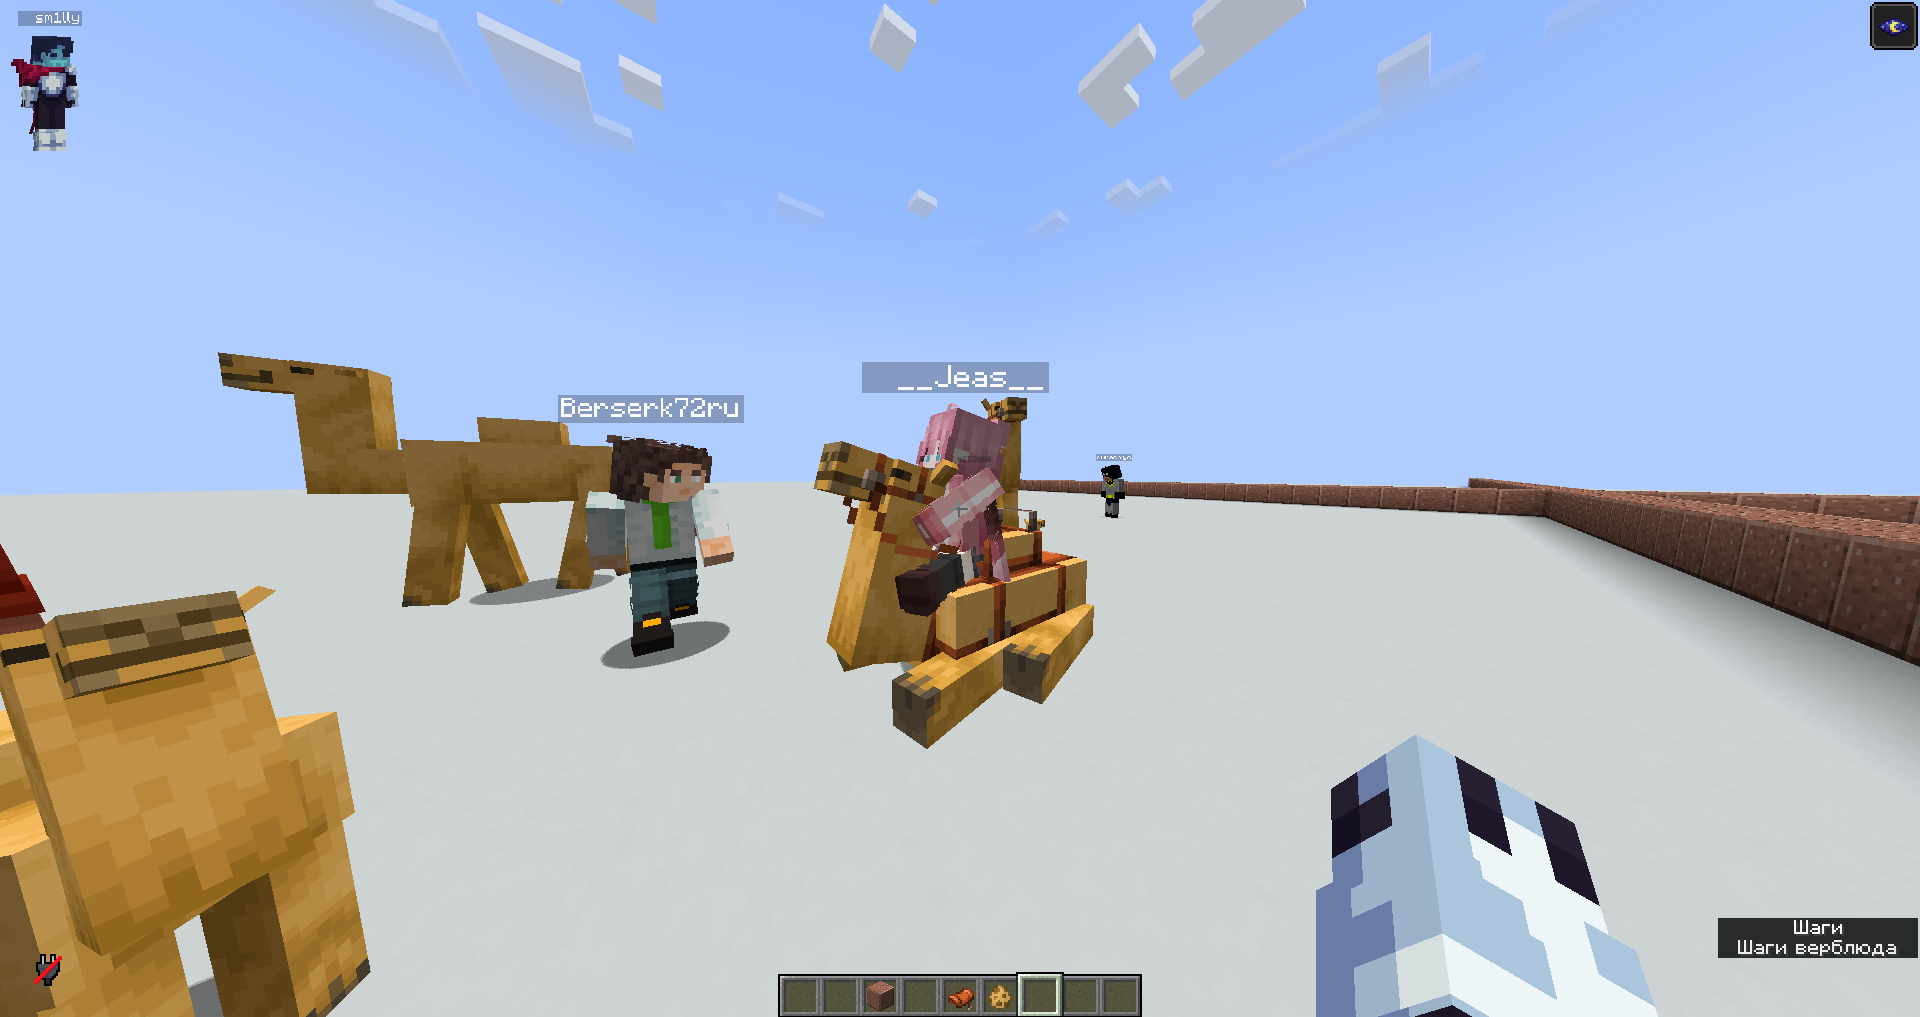 sm1lly
__Jeas__
Berserk72ru
Шаги
Шаги верблюда